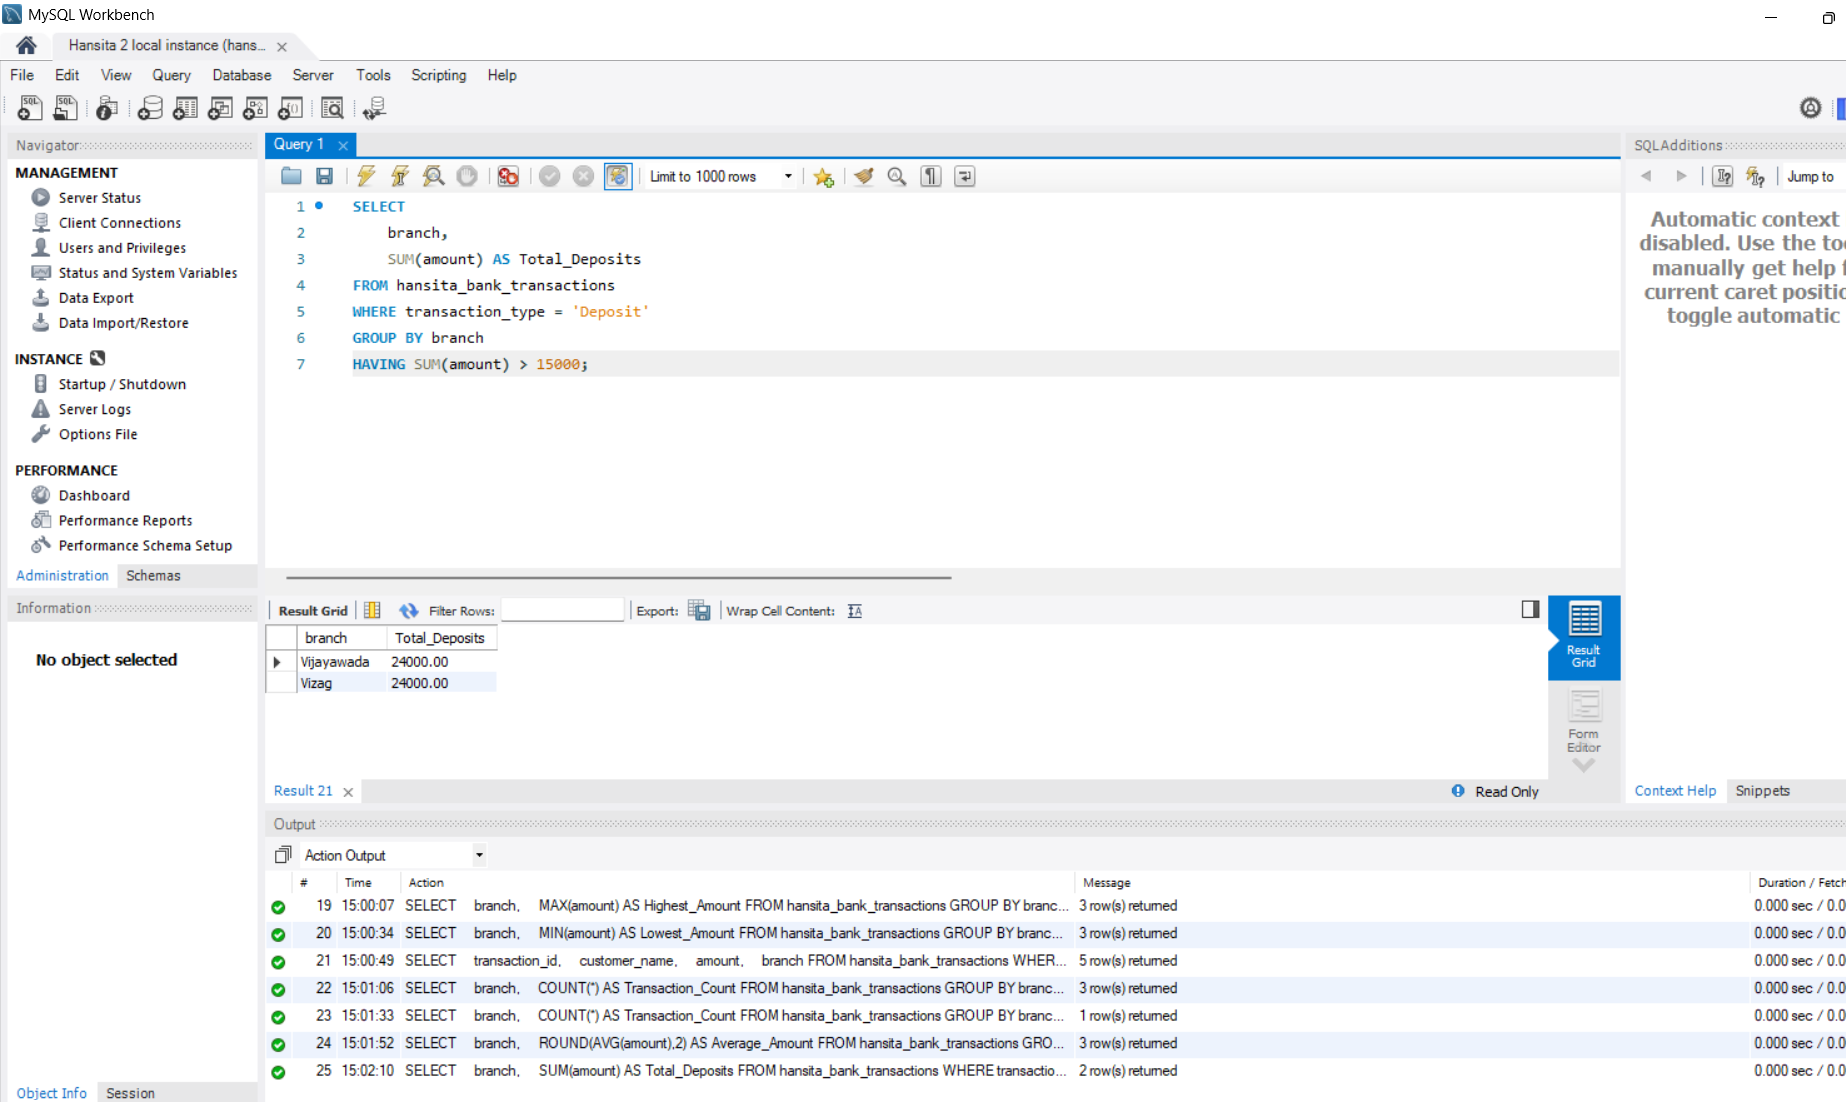 MySQL Workbench
Hansita 2 local instance (hans...
File Edit View Query Database Server Tools Scripting Help
Navigator
MANAGEMENT
Server Status
Client Connections
Users and Privileges
Status and System Variables
Data Export
Data Import/Restore
INSTANCE
Startup / Shutdown
Server Logs
Options File
PERFORMANCE
Dashboard
Performance Reports
Performance Schema Setup
Administration Schemas
Information
No object selected
Object Info Session
Query 1
Limit to 1000 rows
1 SELECT
2 branch,
3 SUM(amount) AS Total_Deposits
4 FROM hansita_bank_transactions
5 WHERE transaction_type = 'Deposit'
6 GROUP BY branch
7 HAVING SUM(amount) > 15000;
Result Grid Filter Rows: Export: Wrap Cell Content:
branch Total_Deposits
Vijayawada 24000.00
Vizag 24000.00
Result
Grid
Form
Editor
Result 21 Read Only
SQLAdditions
Jump to
Automatic context
disabled. Use the too
manually get help f
current caret positio
toggle automatic
Context Help Snippets
Output
Action Output
# Time Action Message Duration / Fetch
19 15:00:07 SELECT branch, MAX(amount) AS Highest_Amount FROM hansita_bank_transactions GROUP BY branc... 3 row(s) returned 0.000 sec / 0.0
20 15:00:34 SELECT branch, MIN(amount) AS Lowest_Amount FROM hansita_bank_transactions GROUP BY branc... 3 row(s) returned 0.000 sec / 0.0
21 15:00:49 SELECT transaction_id, customer_name, amount, branch FROM hansita_bank_transactions WHER... 5 row(s) returned 0.000 sec / 0.0
22 15:01:06 SELECT branch, COUNT(*) AS Transaction_Count FROM hansita_bank_transactions GROUP BY branc... 3 row(s) returned 0.000 sec / 0.0
23 15:01:33 SELECT branch, COUNT(*) AS Transaction_Count FROM hansita_bank_transactions GROUP BY branc... 1 row(s) returned 0.000 sec / 0.0
24 15:01:52 SELECT branch, ROUND(AVG(amount),2) AS Average_Amount FROM hansita_bank_transactions GRO... 3 row(s) returned 0.000 sec / 0.0
25 15:02:10 SELECT branch, SUM(amount) AS Total_Deposits FROM hansita_bank_transactions WHERE transactio... 2 row(s) returned 0.000 sec / 0.0